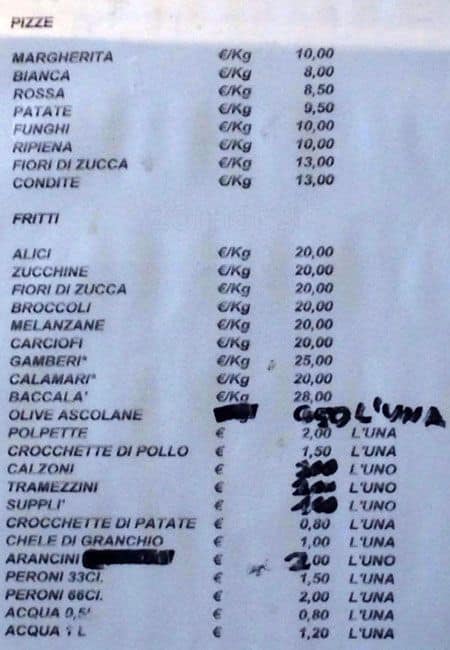 PIZZE
MARGHERITA €/Kg 10,00
BIANCA €/Kg 8,00
ROSSA €/Kg 8,50
PATATE €/Kg 9,50
FUNGHI €/Kg 10,00
RIPIENA €/Kg 10,00
FIORI DI ZUCCA €/Kg 13,00
CONDITE €/Kg 13,00
FRITTI
ALICI €/Kg 20,00
ZUCCHINE €/Kg 20,00
FIORI DI ZUCCA €/Kg 20,00
BROCCOLI €/Kg 20,00
MELANZANE €/Kg 20,00
CARCIOFI €/Kg 20,00
GAMBERI* €/Kg 25,00
CALAMARI* €/Kg 20,00
BACCALA' €/Kg 28,00
OLIVE ASCOLANE 050 L'UNA
POLPETTE € 2,00 L'UNA
CROCCHETTE DI POLLO € 1,50 L'UNA
CALZONI € L'UNO
TRAMEZZINI € L'UNO
SUPPLI' € L'UNO
CROCCHETTE DI PATATE € 0,80 L'UNA
CHELE DI GRANCHIO € 1,00 L'UNA
ARANCINI € 2,00 L'UNO
PERONI 33Cl. € 1,50 L'UNA
PERONI 66Cl. € 2,00 L'UNA
ACQUA 0,5l € 0,80 L'UNA
ACQUA 1 L € 1,20 L'UNA